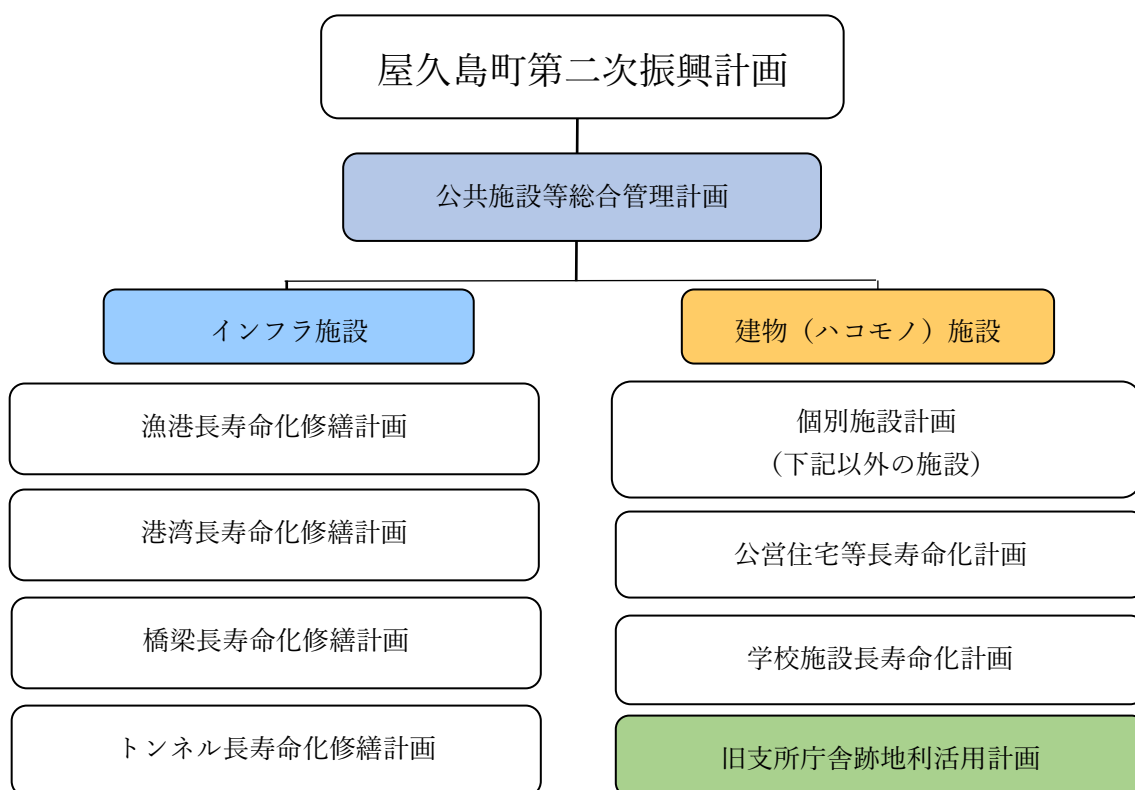 屋久島町第二次振興計画
公共施設等総合管理計画
インフラ施設
漁港長寿命化修繕計画
港湾長寿命化修繕計画
橋梁長寿命化修繕計画
トンネル長寿命化修繕計画
建物（ハコモノ）施設
個別施設計画
（下記以外の施設）
公営住宅等長寿命化計画
学校施設長寿命化計画
旧支所庁舎跡地利活用計画